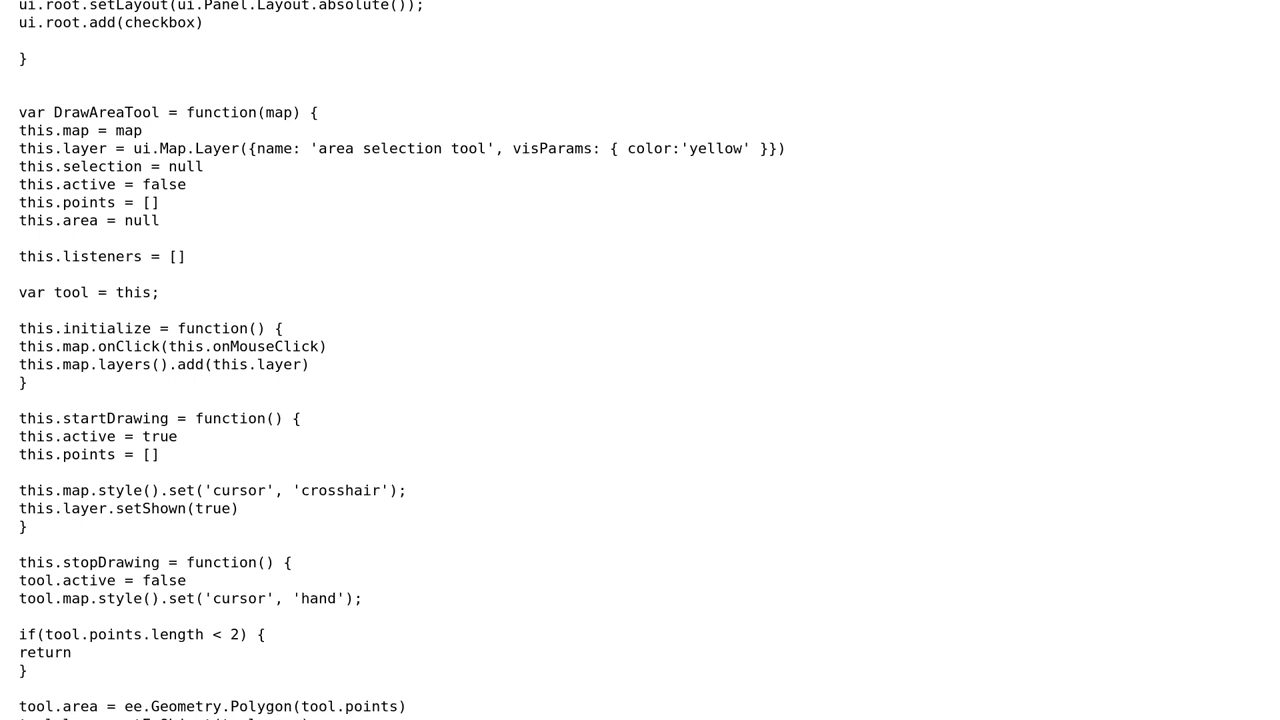 ui.root.setLayout(ui.Panel.Layout.absolute());
ui.root.add(checkbox)
}
var DrawAreaTool = function(map) {
this.map = map
this.layer = ui.Map.Layer({name: 'area selection tool', visParams: { color:'yellow' }})
this.selection = null
this.active = false
this.points = []
this.area = null
this.listeners = []
var tool = this;
this.initialize = function() {
this.map.onClick(this.onMouseClick)
this.map.layers().add(this.layer)
}
this.startDrawing = function() {
this.active = true
this.points = []
this.map.style().set('cursor', 'crosshair');
this.layer.setShown(true)
}
this.stopDrawing = function() {
tool.active = false
tool.map.style().set('cursor', 'hand');
if(tool.points.length < 2) {
return
}
tool.area = ee.Geometry.Polygon(tool.points)